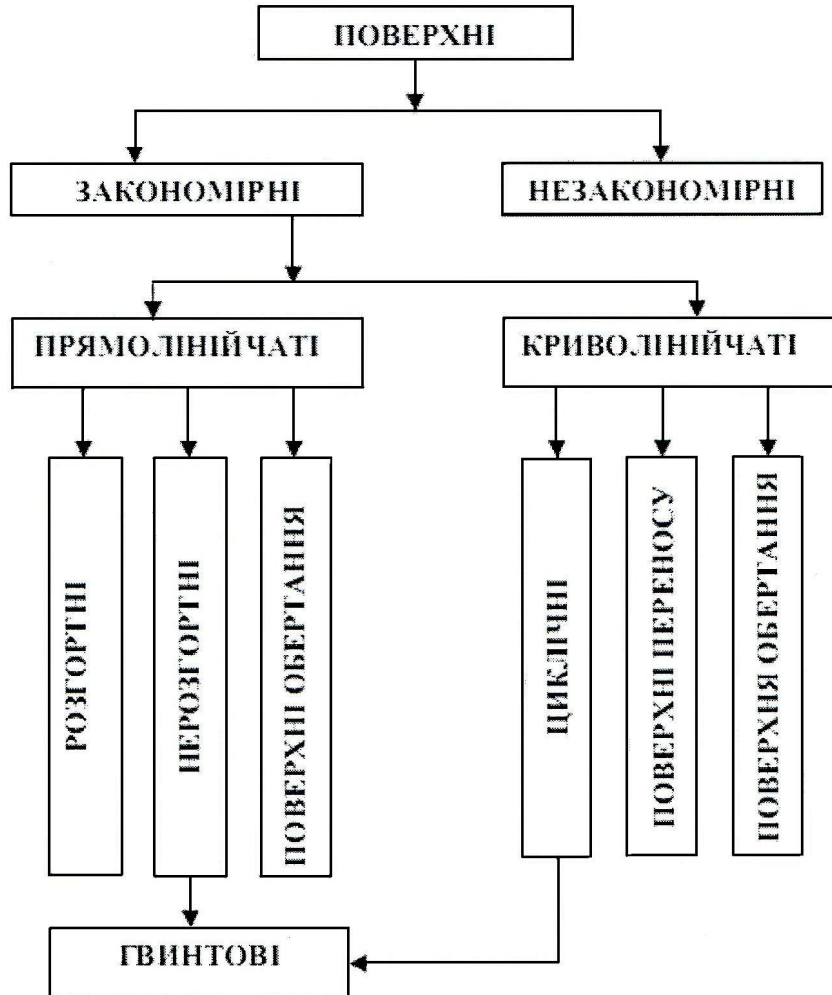 ПОВЕРХНІ
ЗАКОНОМІРНІ
НЕЗАКОНОМІРНІ
ПРЯМОЛІНІЙЧАТІ
КРИВОЛІНІЙЧАТІ
РОЗГОРТНІ
НЕРОЗГОРТНІ
ПОВЕРХНІ ОБЕРТАННЯ
ЦИКЛІЧНІ
ПОВЕРХНІ ПЕРЕНОСУ
ПОВЕРХНЯ ОБЕРТАННЯ
ГВИНТОВІ